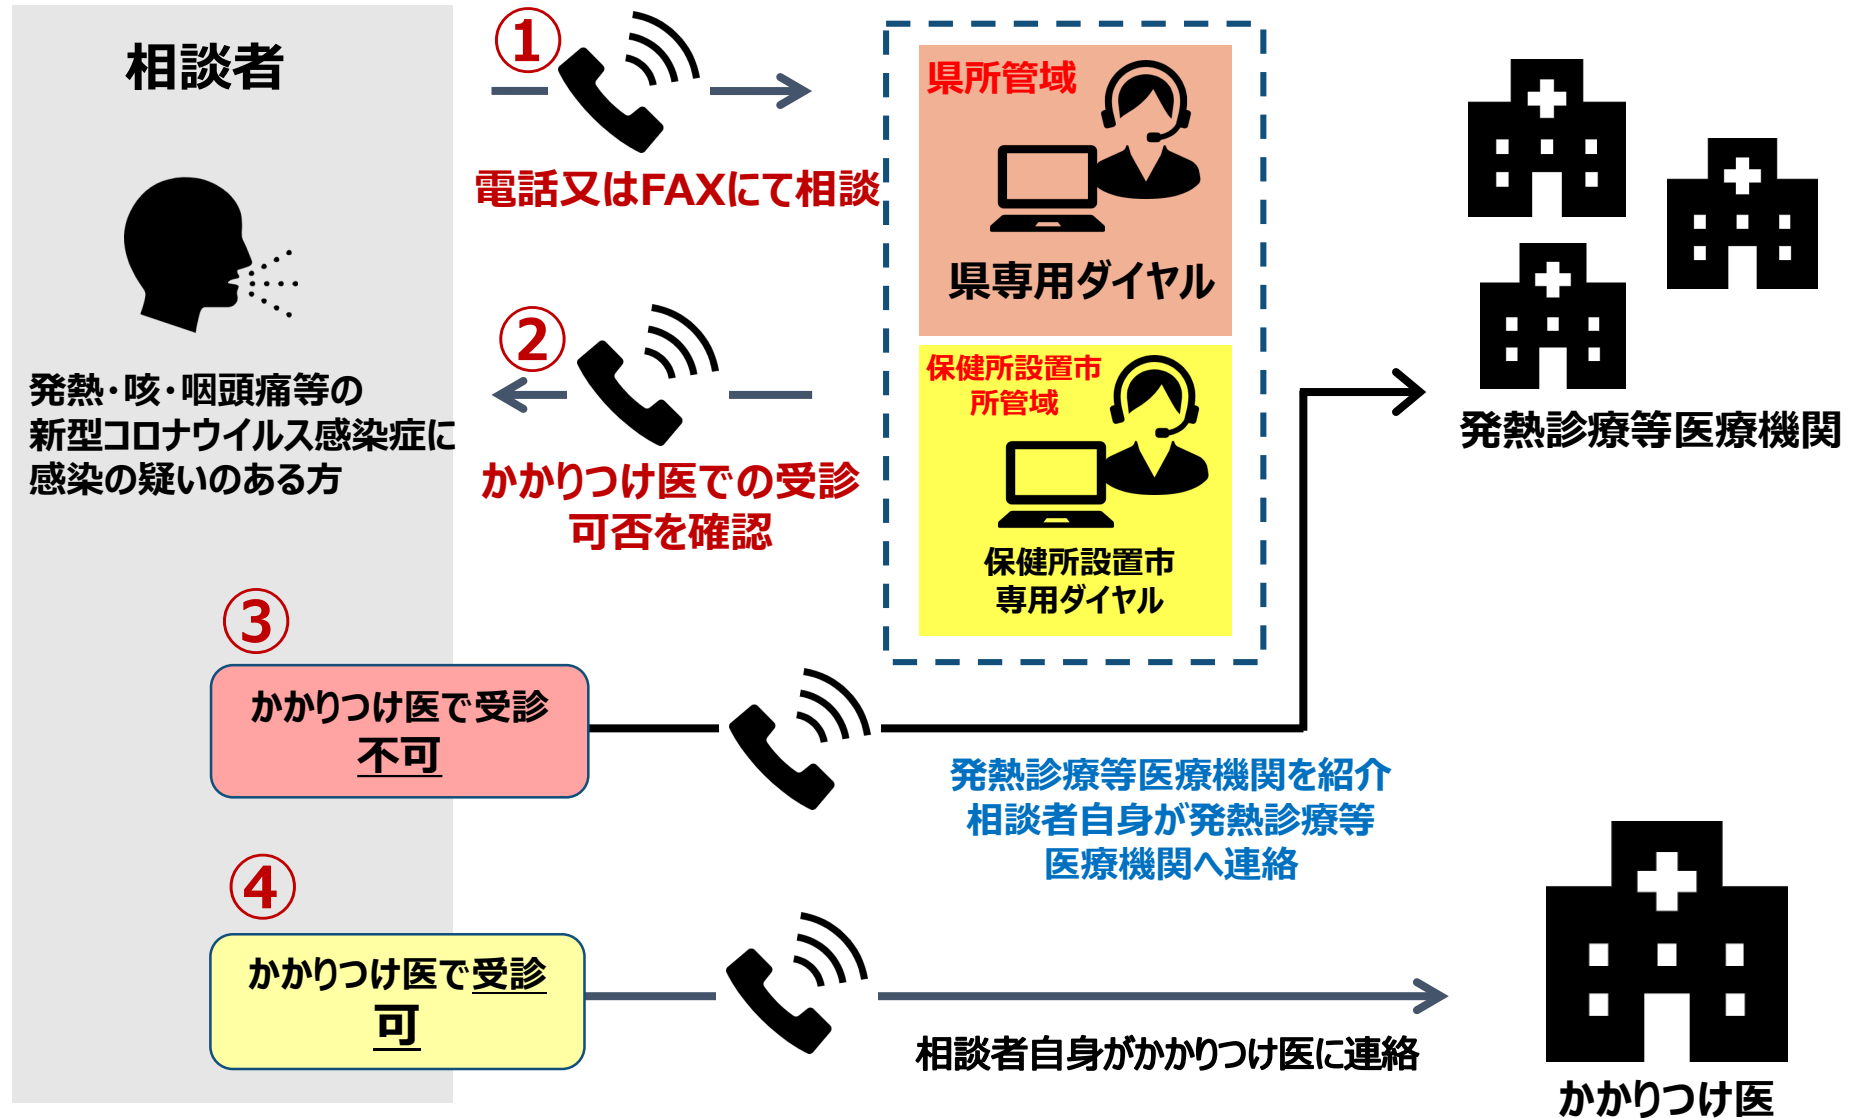 相談者
発熱・咳・咽頭痛等の
新型コロナウイルス感染症に
感染の疑いのある方
①
電話又はFAXにて相談
②
かかりつけ医での受診
可否を確認
県所管域
県専用ダイヤル
保健所設置市
所管域
保健所設置市
専用ダイヤル
発熱診療等医療機関
③
かかりつけ医で受診
不可
発熱診療等医療機関を紹介
相談者自身が発熱診療等
医療機関へ連絡
④
かかりつけ医で受診
可
相談者自身がかかりつけ医に連絡
かかりつけ医